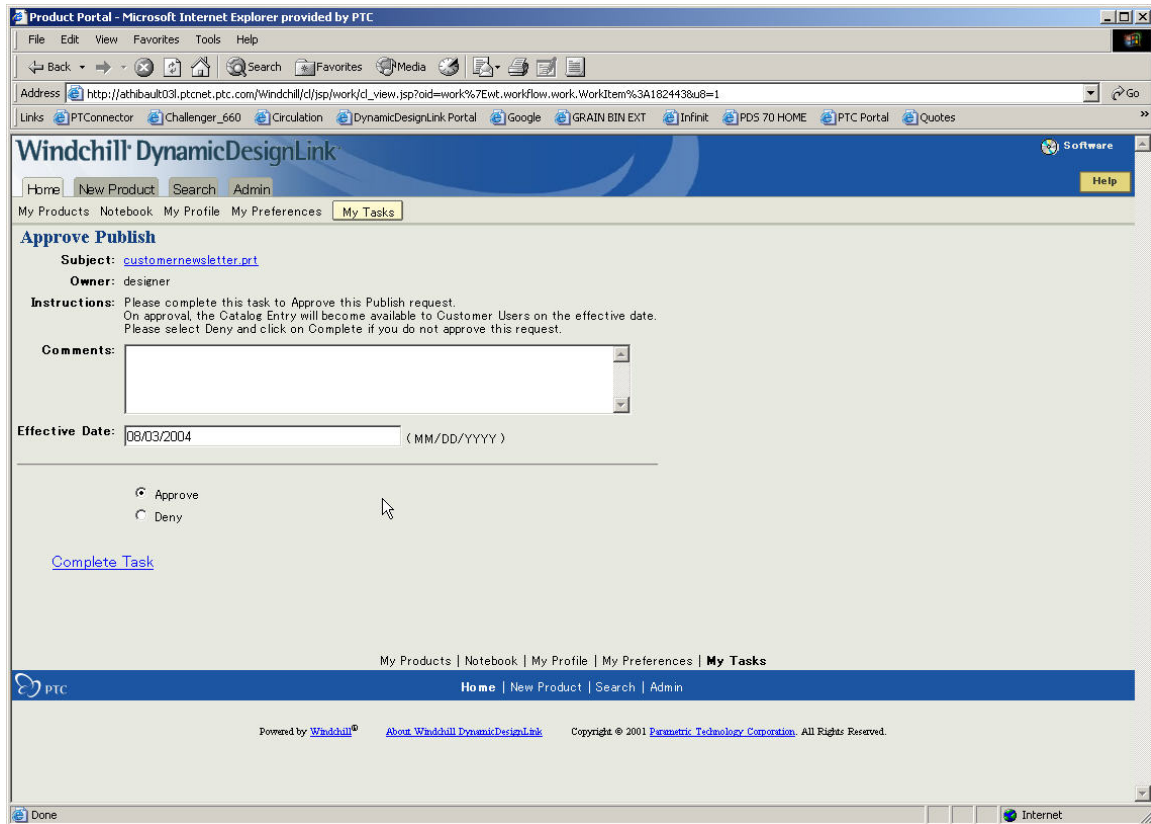 Product Portal - Microsoft Internet Explorer provided by PTC
File Edit View Favorites Tools Help
Back Search Favorites Media
Address http://athibault03l.ptcnet.ptc.com/Windchill/cl/jsp/work/cl_view.jsp?oid=work%7Ewt.workflow.work.WorkItem%3A182443&u8=1 Go
Links PTConnector Challenger_660 Circulation DynamicDesignLink Portal Google GRAIN BIN EXT Infinit PDS 70 HOME PTC Portal Quotes »
Windchill DynamicDesignLink Software
Home New Product Search Admin Help
My Products Notebook My Profile My Preferences My Tasks
Approve Publish
Subject: customernewsletter.prt
Owner: designer
Instructions: Please complete this task to Approve this Publish request.
On approval, the Catalog Entry will become available to Customer Users on the effective date.
Please select Deny and click on Complete if you do not approve this request.
Comments:
Effective Date: 08/03/2004 ( MM/DD/YYYY )
Approve
Deny
Complete Task
My Products | Notebook | My Profile | My Preferences | My Tasks
PTC Home | New Product | Search | Admin
Powered by Windchill® About Windchill DynamicDesignLink Copyright © 2001 Parametric Technology Corporation. All Rights Reserved.
Done Internet